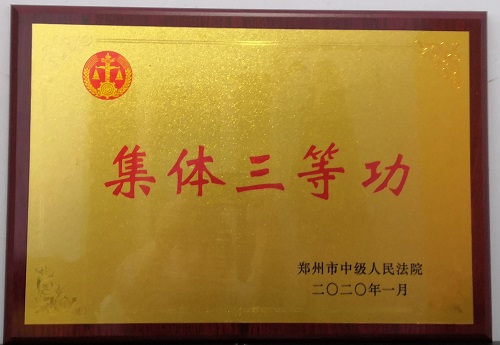 集体三等功
郑州市中级人民法院
二〇二〇年一月